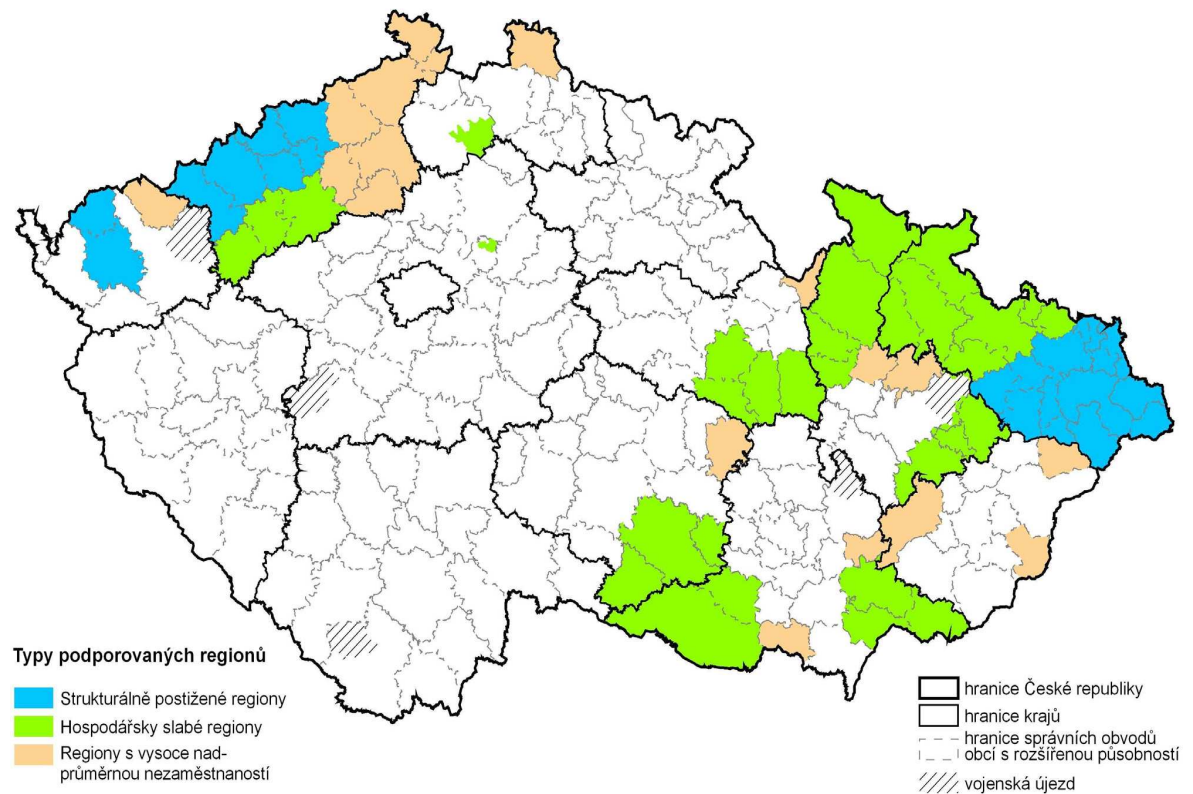 Typy podporovaných regionů
Strukturálně postižené regiony
Hospodářsky slabé regiony
Regiony s vysoce nad-
průměrnou nezaměstnaností
hranice České republiky
hranice krajů
hranice správních obvodů
obcí s rozšířenou působností
vojenská újezd